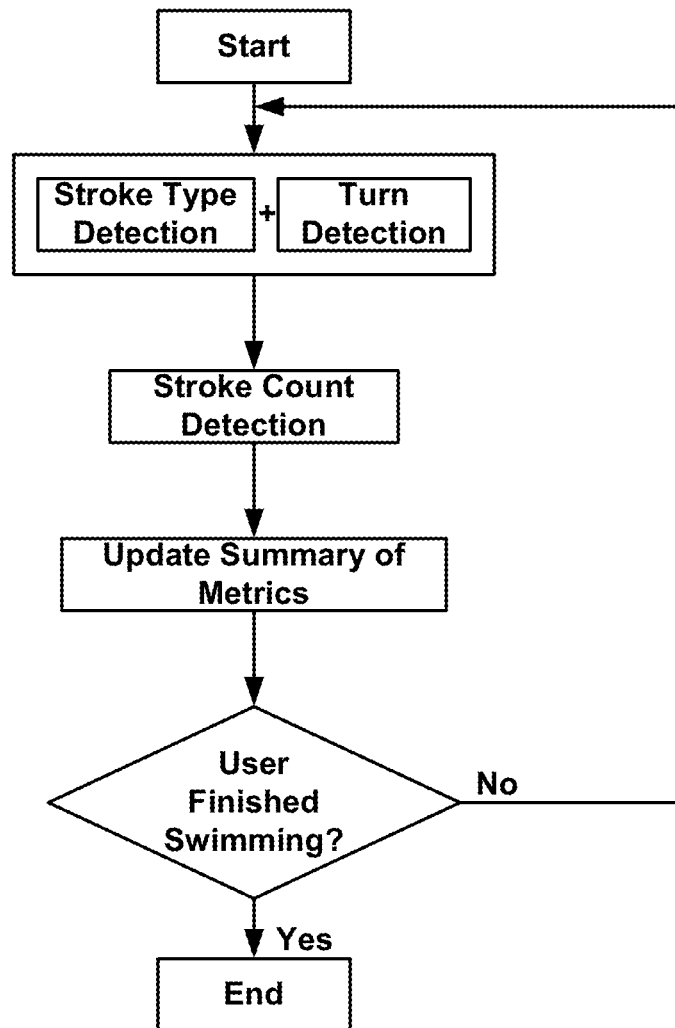 Start
Stroke Type
Detection
+
Turn
Detection
Stroke Count
Detection
Update Summary of
Metrics
User
Finished
Swimming?
No
Yes
End